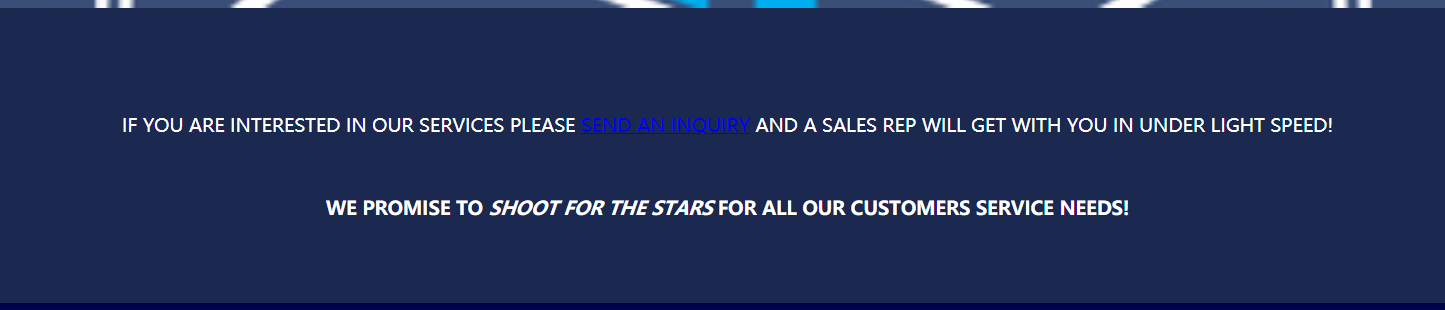 IF YOU ARE INTERESTED IN OUR SERVICES PLEASE SEND AN INQUIRY AND A SALES REP WILL GET WITH YOU IN UNDER LIGHT SPEED!
WE PROMISE TO SHOOT FOR THE STARS FOR ALL OUR CUSTOMERS SERVICE NEEDS!